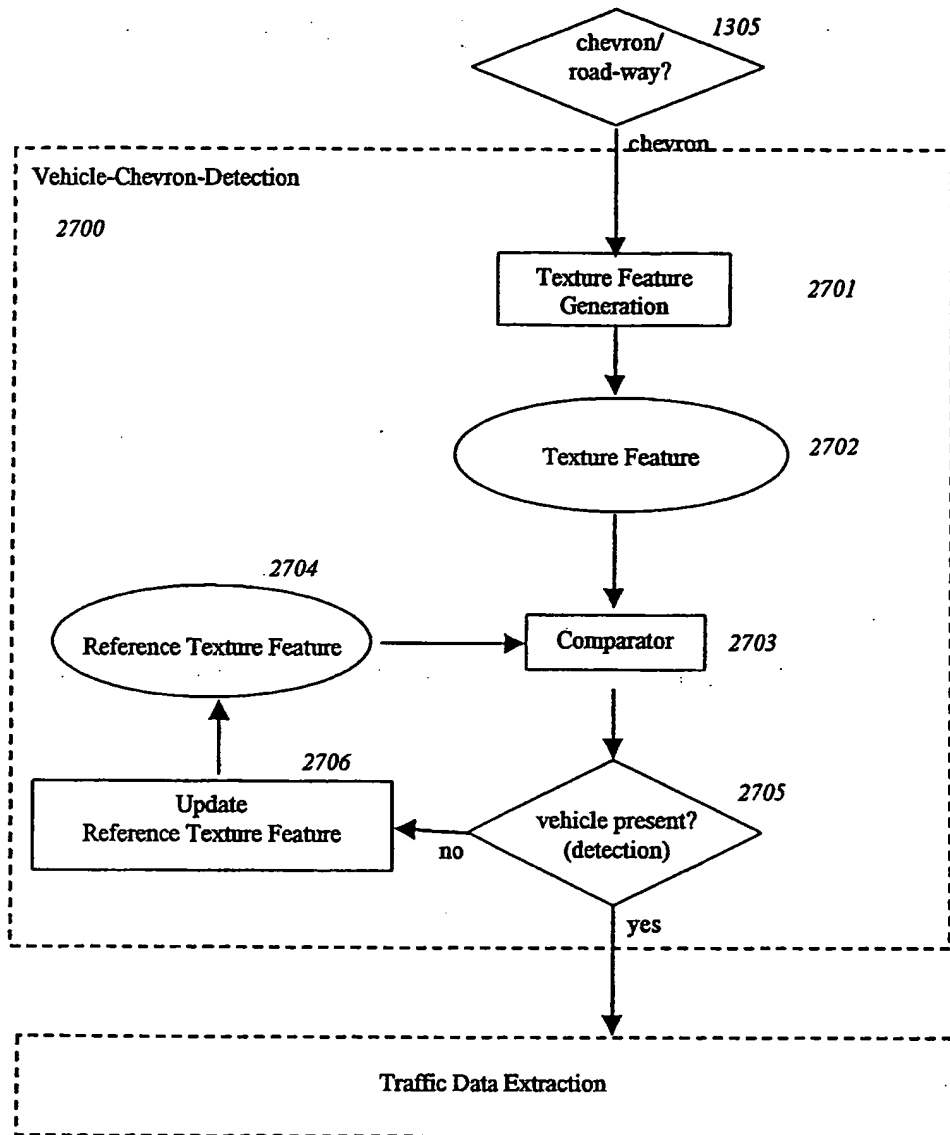 1305
chevron/
road-way?
chevron
Vehicle-Chevron-Detection
2700
Texture Feature
Generation
2701
Texture Feature
2702
2704
Reference Texture Feature
Comparator
2703
2706
Update
Reference Texture Feature
2705
vehicle present?
(detection)
no
yes
Traffic Data Extraction